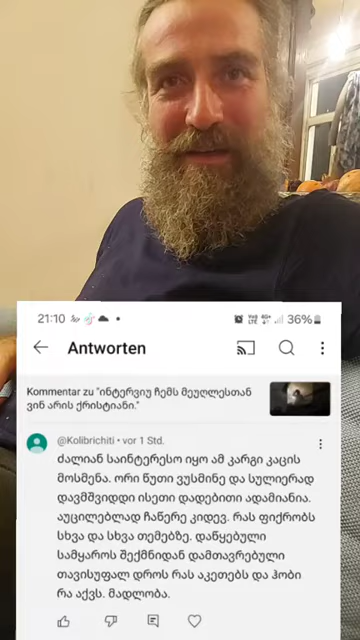 21:10
36%
Antworten
Kommentar zu "ინტერვიუ ჩემს მეუღლესთან
ვინ არის ქრისტიანი."
@Kolibrichiti • vor 1 Std.
ძალიან საინტერესო იყო ამ კარგი კაცის
მოსმენა. ორი წუთი ვუსმინე და სულიერად
დავმშვიდდი ისეთი დადებითი ადამიანია.
აუცილებლად ჩაწერე კიდევ. რას ფიქრობს
სხვა და სხვა თემებზე. დაწყებული
სამყაროს შექმნიდან დამთავრებული
თავისუფალ დროს რას აკეთებს და ჰობი
რა აქვს. მადლობა.